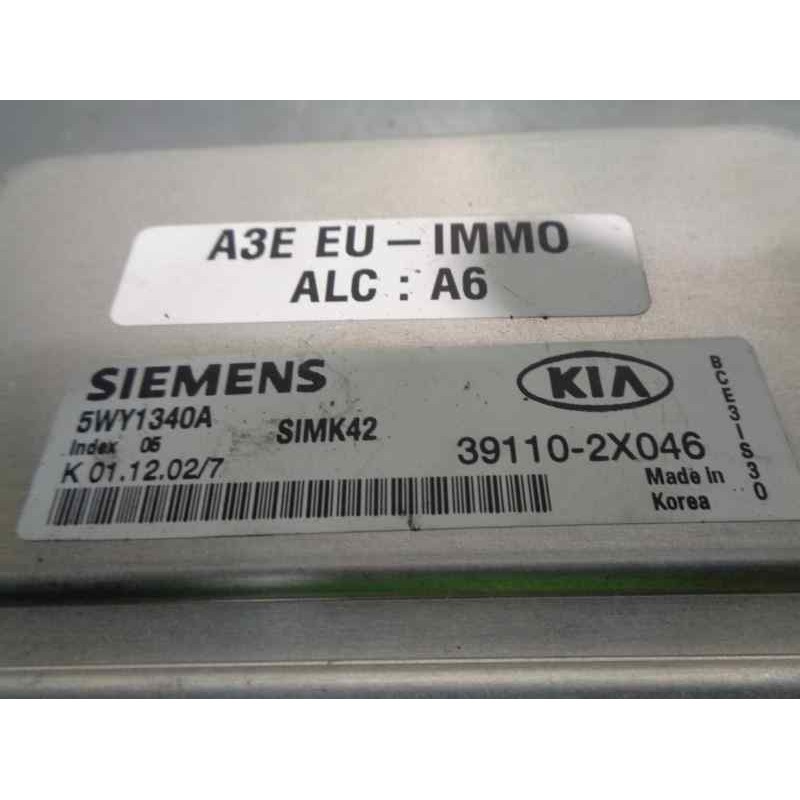 A3E EU – IMMO
ALC : A6
SIEMENS
5WY1340A
Index 05
SIMK42
K 01.12.02/7
KIA
39110-2X046
Made in
Korea
BCE3IS30